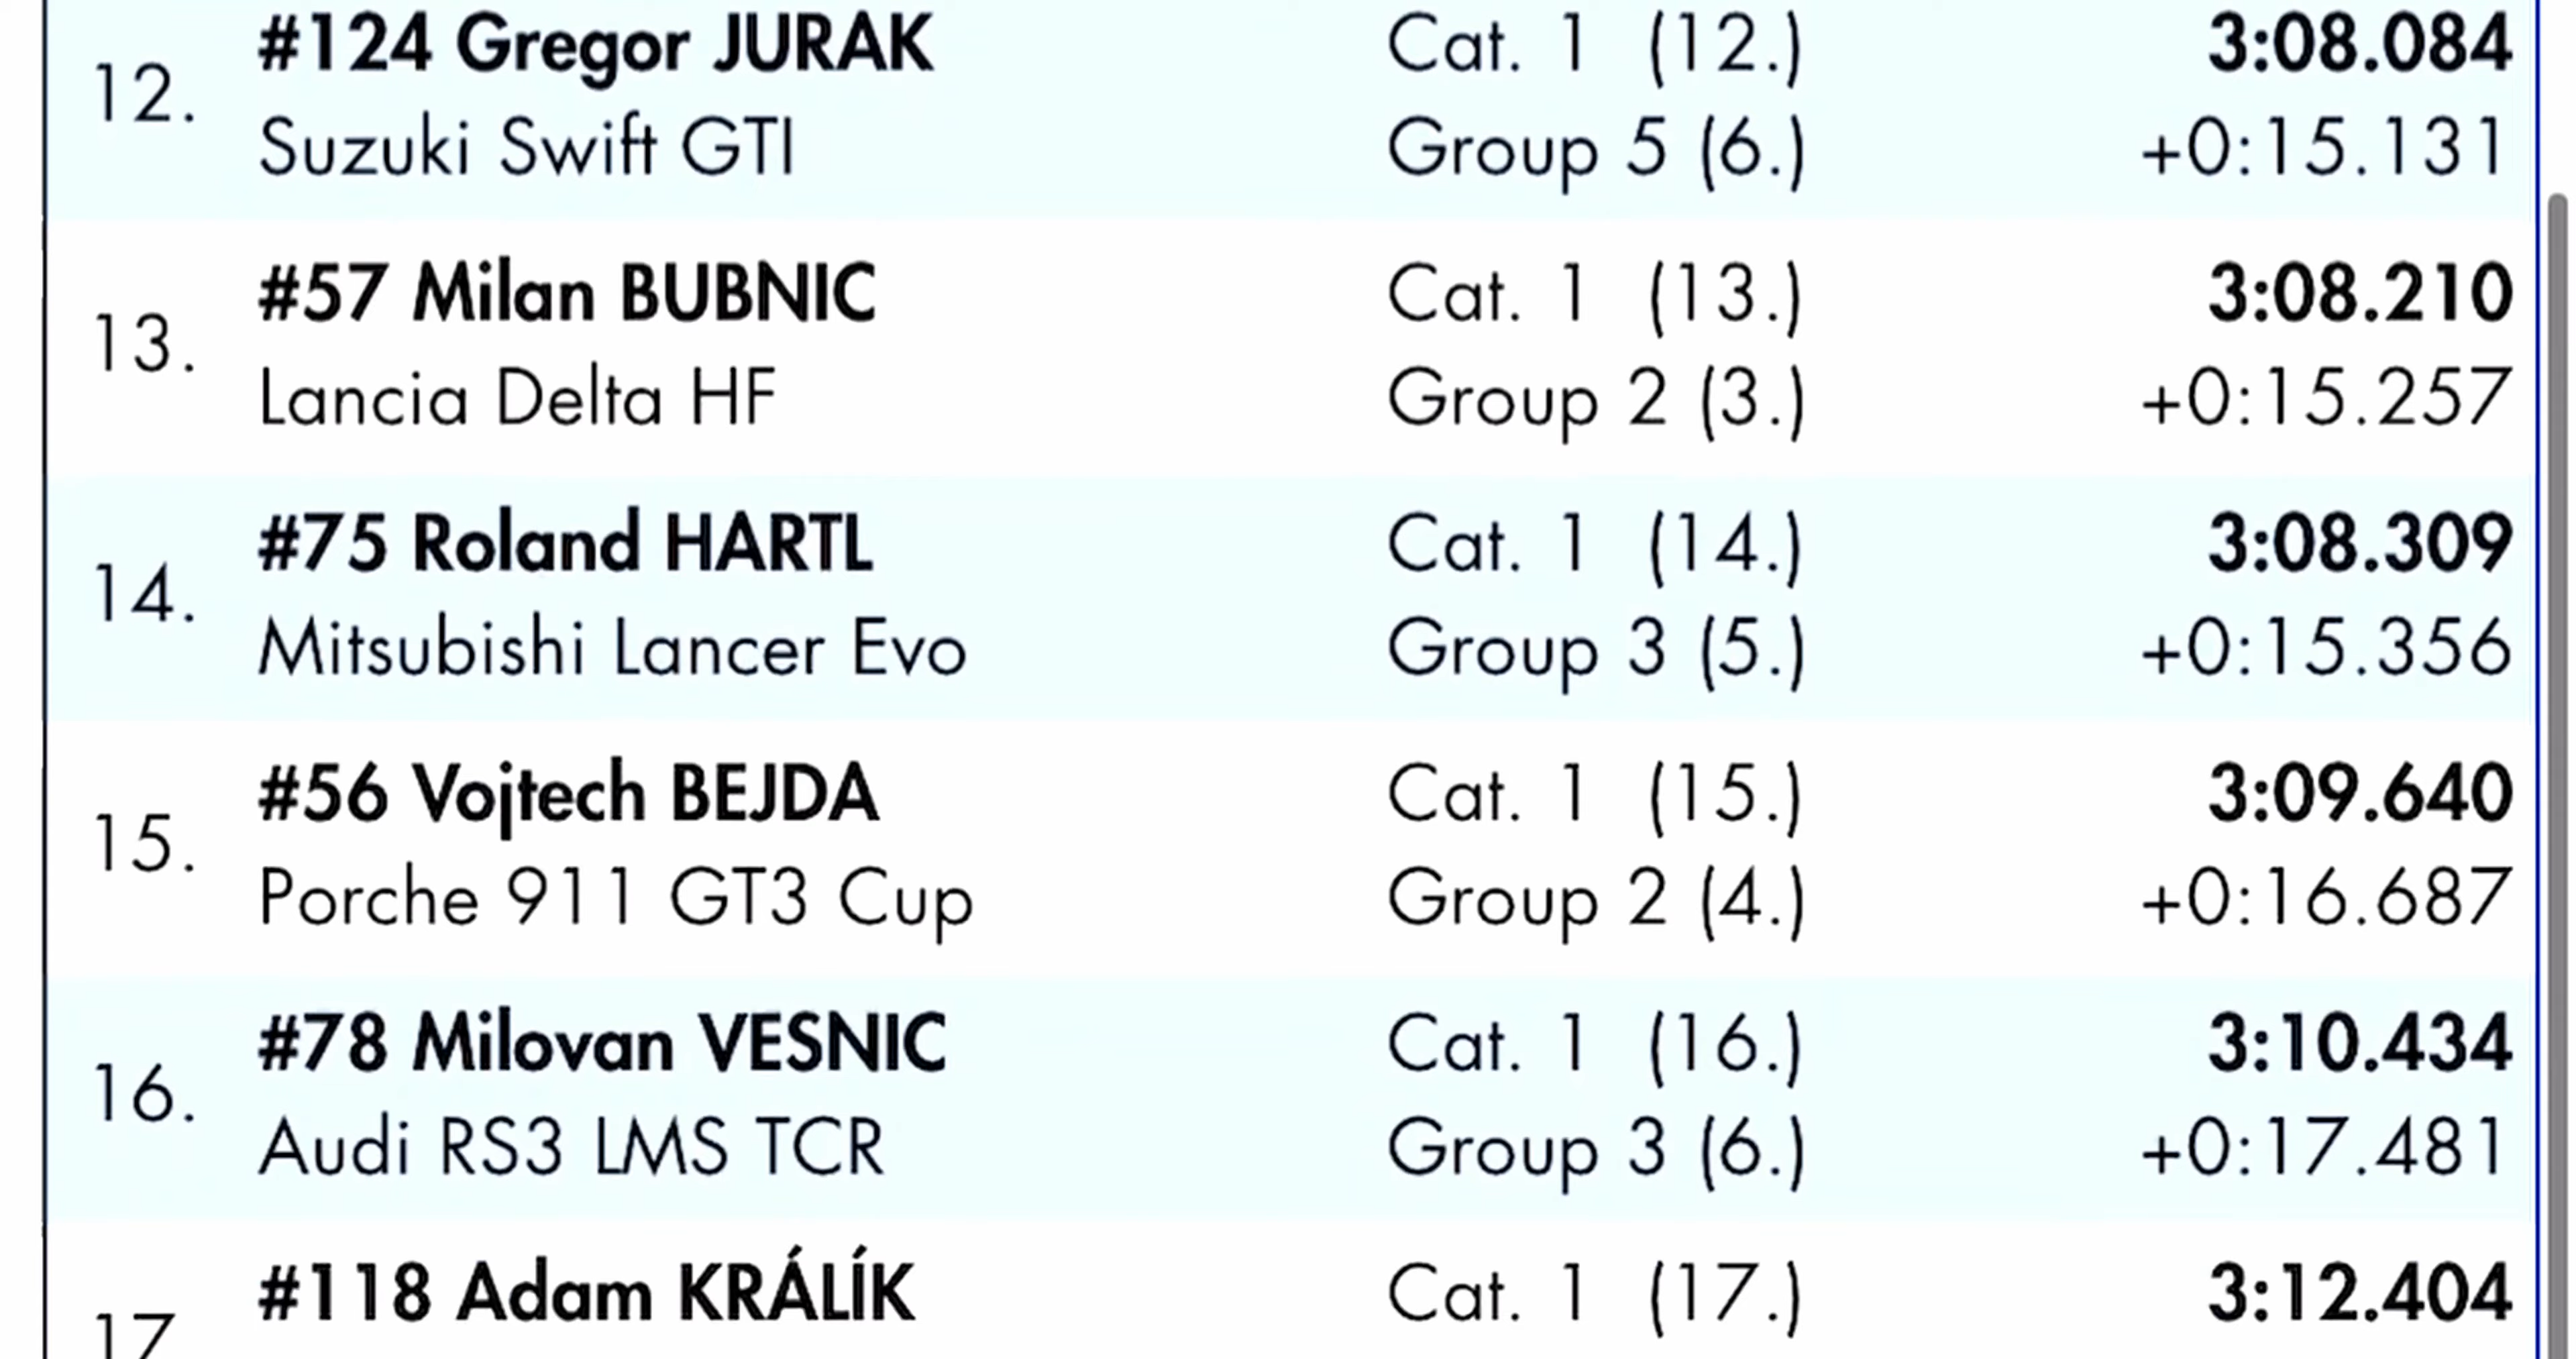 12. #124 Gregor JURAK Cat. 1 (12.) 3:08.084
Suzuki Swift GTI Group 5 (6.) +0:15.131
13. #57 Milan BUBNIC Cat. 1 (13.) 3:08.210
Lancia Delta HF Group 2 (3.) +0:15.257
14. #75 Roland HARTL Cat. 1 (14.) 3:08.309
Mitsubishi Lancer Evo Group 3 (5.) +0:15.356
15. #56 Vojtech BEJDA Cat. 1 (15.) 3:09.640
Porche 911 GT3 Cup Group 2 (4.) +0:16.687
16. #78 Milovan VESNIC Cat. 1 (16.) 3:10.434
Audi RS3 LMS TCR Group 3 (6.) +0:17.481
17 #118 Adam KRÁLÍK Cat. 1 (17.) 3:12.404